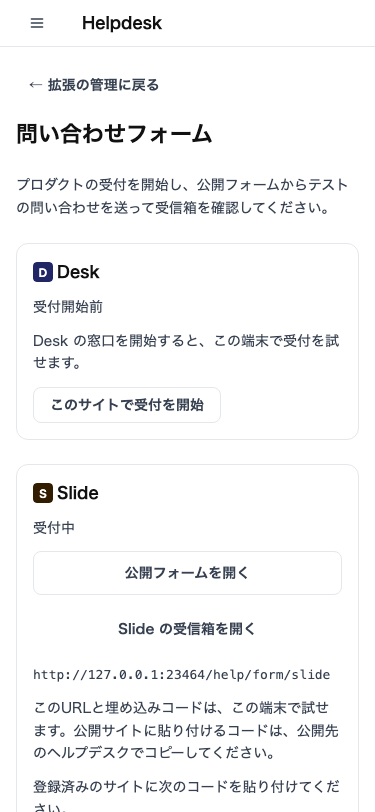 Helpdesk
← 拡張の管理に戻る
問い合わせフォーム
プロダクトの受付を開始し、公開フォームからテスト
の問い合わせを送って受信箱を確認してください。
D Desk
受付開始前
Desk の窓口を開始すると、この端末で受付を試
せます。
このサイトで受付を開始
S Slide
受付中
公開フォームを開く
Slide の受信箱を開く
http://127.0.0.1:23464/help/form/slide
このURLと埋め込みコードは、この端末で試せ
ます。公開サイトに貼り付けるコードは、公開先
のヘルプデスクでコピーしてください。
登録済みのサイトに次のコードを貼り付けてくだ
さい。